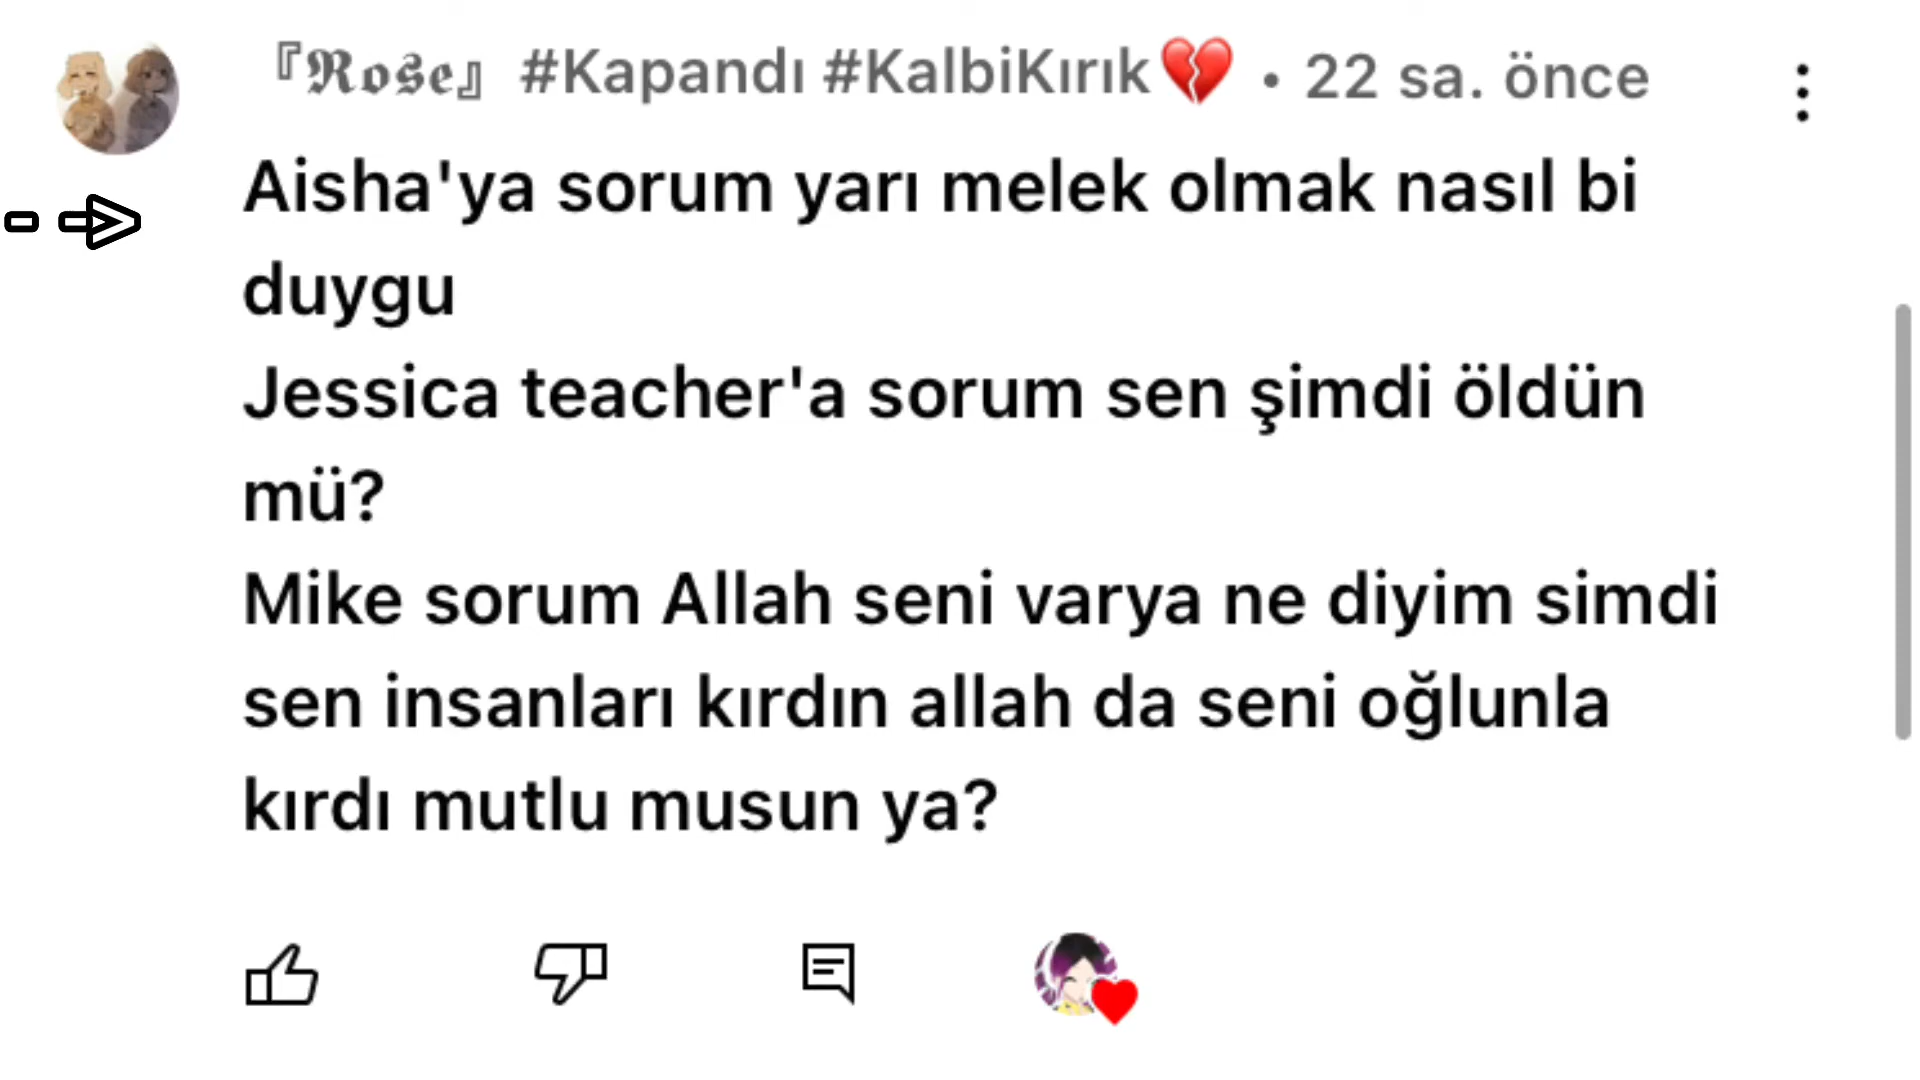 『𝕽𝖔𝖘𝖊』 #Kapandı #KalbiKırık💔 • 22 sa. önce
Aisha'ya sorum yarı melek olmak nasıl bi
duygu
Jessica teacher'a sorum sen şimdi öldün
mü?
Mike sorum Allah seni varya ne diyim simdi
sen insanları kırdın allah da seni oğlunla
kırdı mutlu musun ya?